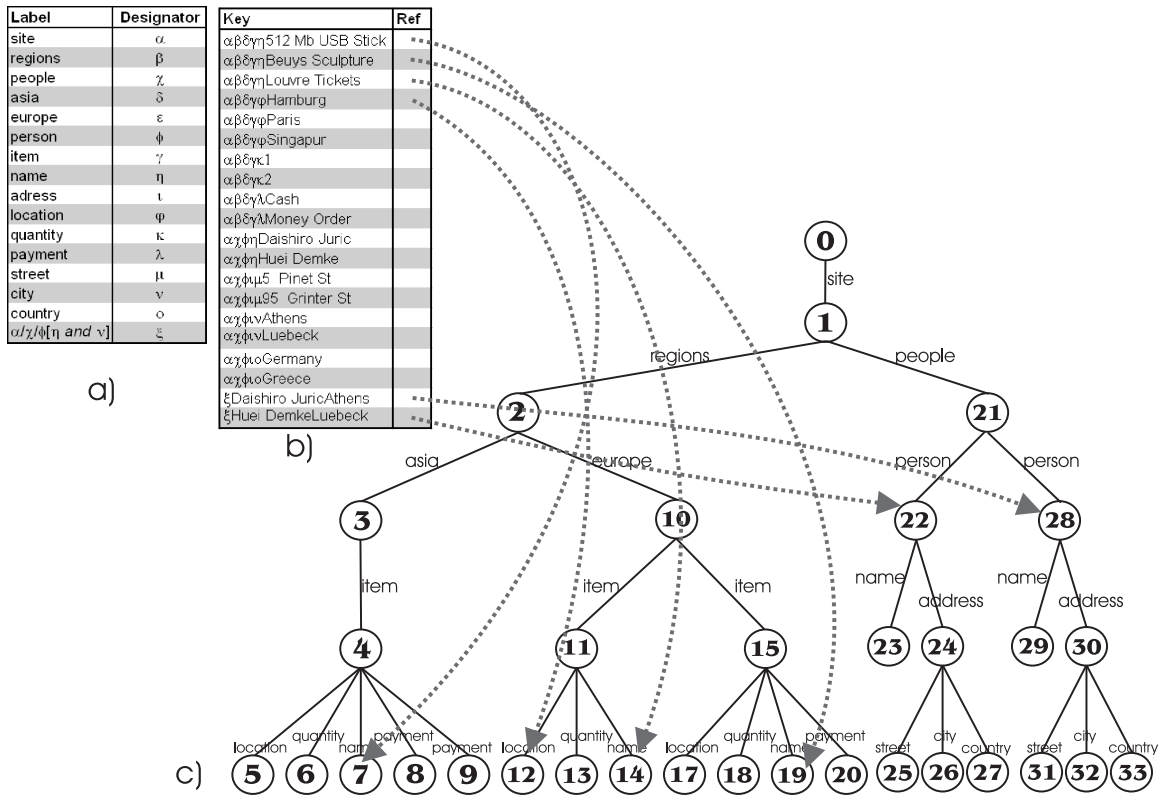 Label Designator
site α
regions β
people χ
asia δ
europe ε
person ϕ
item γ
name η
adress ι
location φ
quantity κ
payment λ
street μ
city ν
country ο
α/χ/ϕ[η and ν] ξ
a)
Key Ref
αβδγη512 Mb USB Stick
αβδγηBeuys Sculpture
αβδγηLouvre Tickets
αβδγφHamburg
αβδγφParis
αβδγφSingapur
αβδγκ1
αβδγκ2
αβδγλCash
αβδγλMoney Order
αχϕηDaishiro Juric
αχϕηHuei Demke
αχϕιμ5 Pinet St
αχϕιμ95 Grinter St
αχϕινAthens
αχϕινLuebeck
αχϕιοGermany
αχϕιοGreece
ξDaishiro JuricAthens
ξHuei DemkeLuebeck
b)
0
site
1
regions people
2 21
asia europe person person
3 10 22 28
item item item name address name address
4 11 15 23 24 29 30
location quantity name payment payment location quantity name location quantity name payment street city country street city country
c) 5 6 7 8 9 12 13 14 17 18 19 20 25 26 27 31 32 33